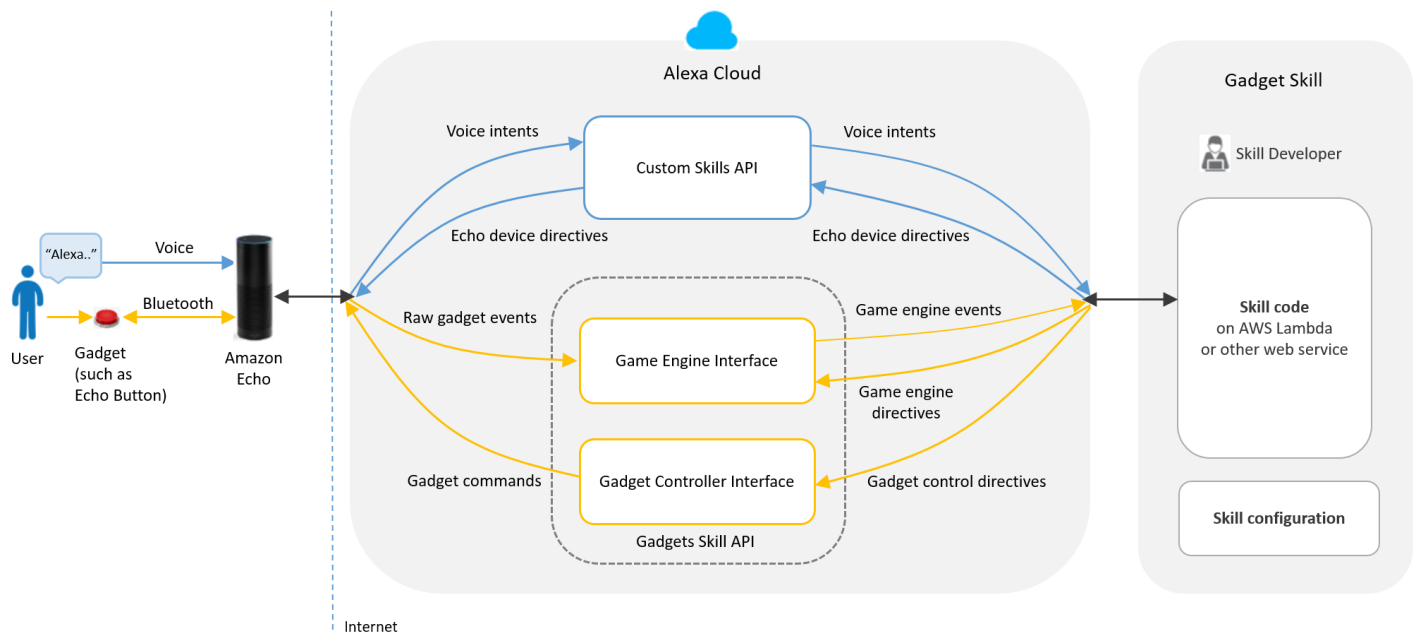 Alexa Cloud
Gadget Skill
Voice intents
Voice intents
Custom Skills API
Skill Developer
Echo device directives
Echo device directives
“Alexa..”
Voice
Bluetooth
User
Gadget
(such as
Echo Button)
Amazon
Echo
Raw gadget events
Game engine events
Game Engine Interface
Game engine
directives
Skill code
on AWS Lambda
or other web service
Gadget commands
Gadget Controller Interface
Gadget control directives
Gadgets Skill API
Skill configuration
Internet